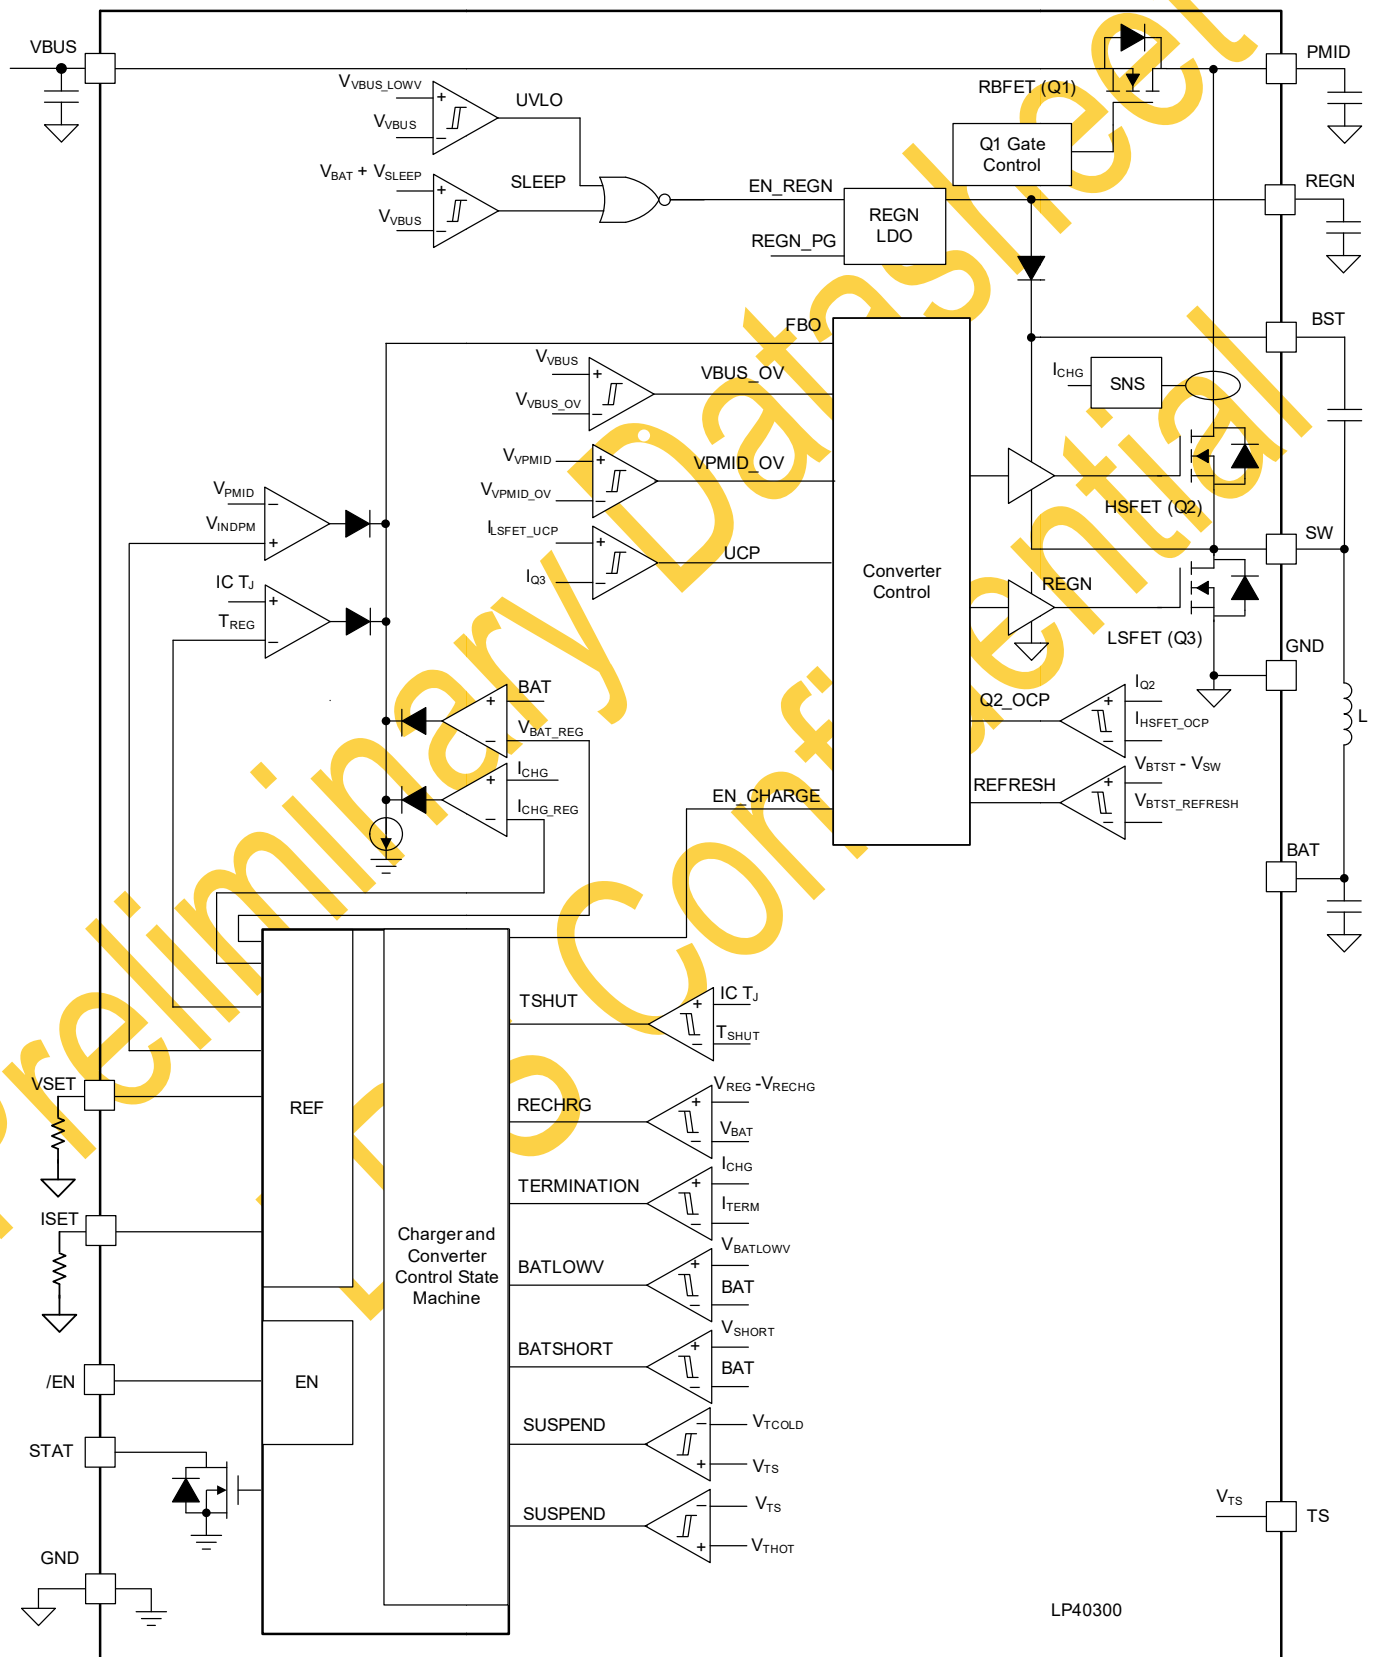 VBUS
PMID
RBFET (Q1)
VVBUS_LOWV
+
UVLO
VVBUS
−
Q1 Gate
Control
VBAT + VSLEEP
+
SLEEP
VVBUS
−
EN_REGN
REGN_PG
REGN
LDO
REGN
FBO
BST
VVBUS
+
VBUS_OV
VVBUS_OV
−
ICHG
SNS
VVPMID
+
VPMID_OV
VVPMID_OV
−
HSFET (Q2)
VPMID
−
VINDPM
+
ILSFET_UCP
+
UCP
IQ3
−
SW
Converter
Control
REGN
LSFET (Q3)
IC TJ
+
TREG
−
GND
BAT
+
VBAT_REG
−
Q2_OCP
+
IQ2
−
IHSFET_OCP
L
ICHG
+
ICHG_REG
−
EN_CHARGE
REFRESH
+
VBTST - VSW
−
VBTST_REFRESH
BAT
TSHUT
+
IC TJ
−
TSHUT
VSET
REF
RECHRG
+
VREG -VRECHG
−
VBAT
ISET
TERMINATION
+
ICHG
−
ITERM
Charger and
Converter
Control State
Machine
BATLOWV
+
VBATLOWV
−
BAT
BATSHORT
+
VSHORT
−
BAT
/EN
EN
SUSPEND
−
VTCOLD
+
VTS
STAT
SUSPEND
−
VTS
+
VTHOT
VTS
TS
GND
LP40300
Preliminary Datasheet
Confidential